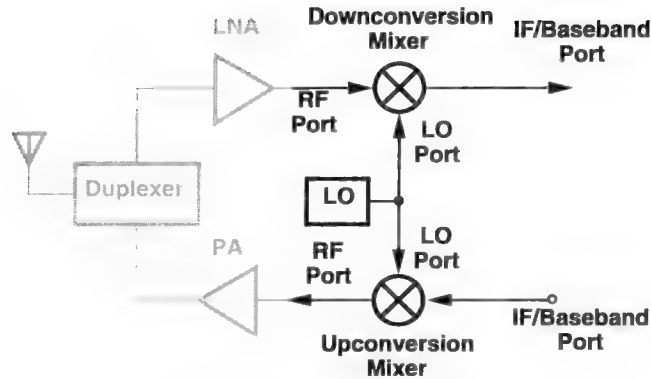 LNA
Downconversion
Mixer
IF/Baseband
Port
RF
Port
LO
Port
Duplexer
LO
PA
RF
Port
LO
Port
Upconversion
Mixer
IF/Baseband
Port